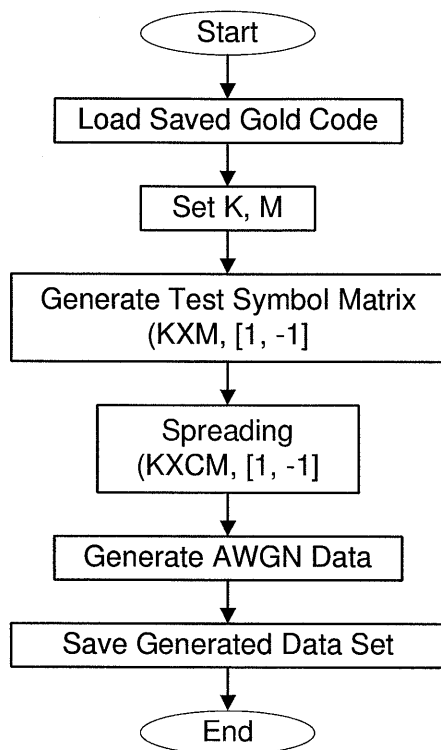 Start
Load Saved Gold Code
Set K, M
Generate Test Symbol Matrix
(KXM, [1, -1]
Spreading
(KXCM, [1, -1]
Generate AWGN Data
Save Generated Data Set
End